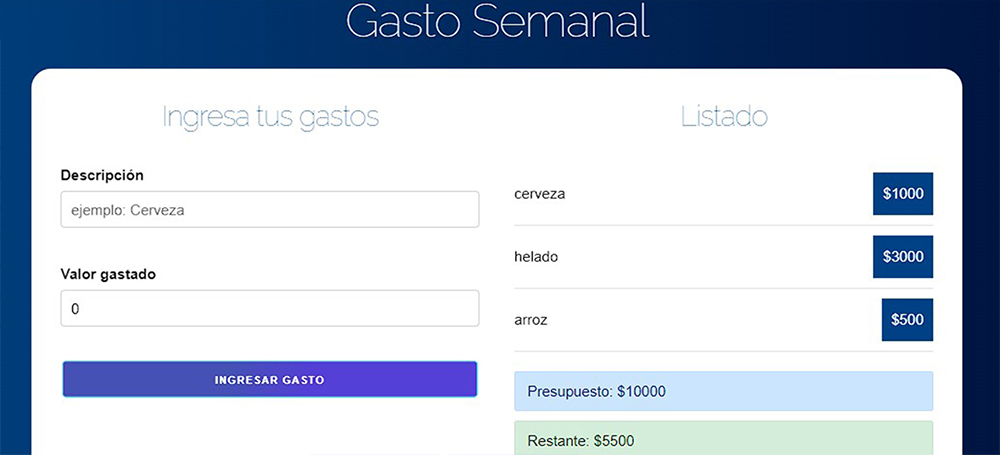 Gasto Semanal
Ingresa tus gastos
Descripción
ejemplo: Cerveza
Valor gastado
0
INGRESAR GASTO
Listado
cerveza
$1000
helado
$3000
arroz
$500
Presupuesto: $10000
Restante: $5500